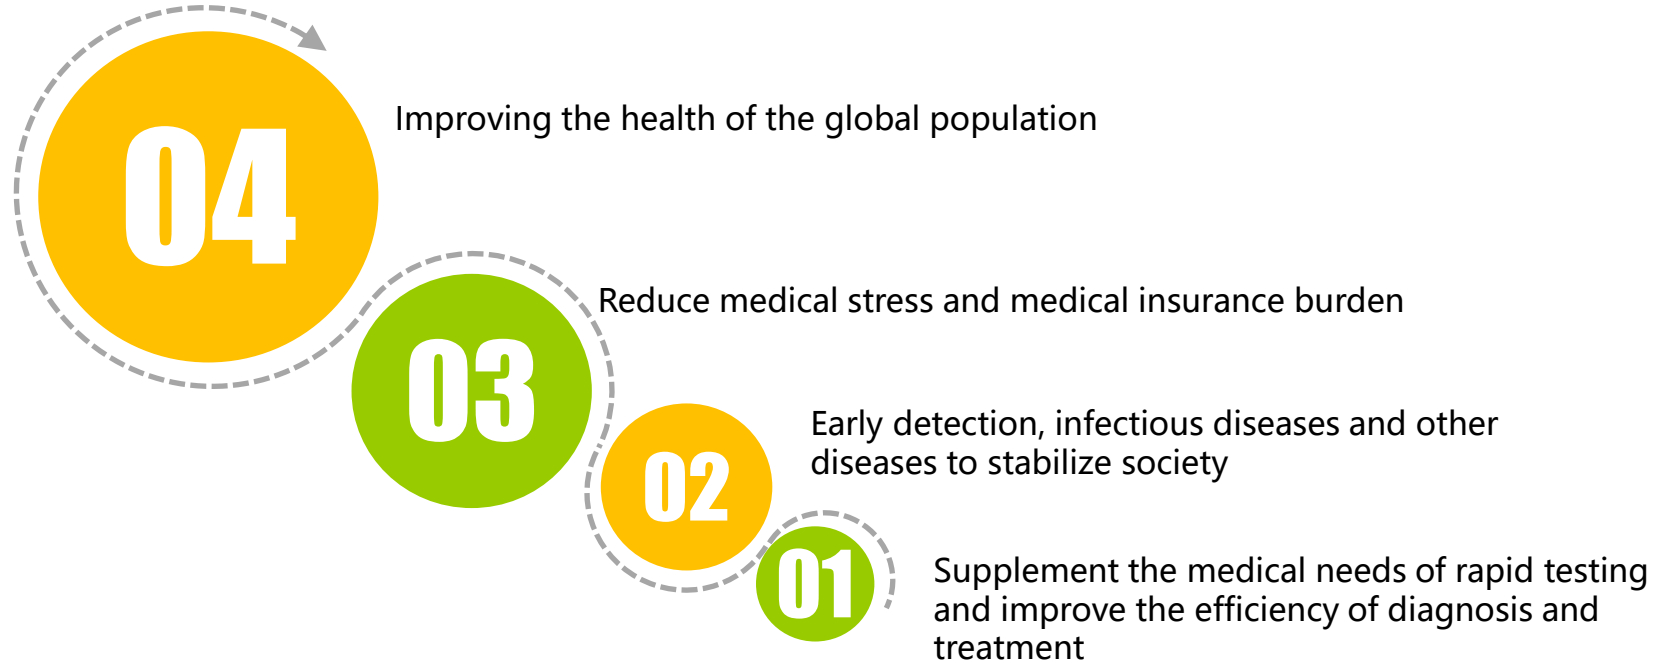 04
Improving the health of the global population
03
Reduce medical stress and medical insurance burden
02
Early detection, infectious diseases and other
diseases to stabilize society
01
Supplement the medical needs of rapid testing
and improve the efficiency of diagnosis and
treatment